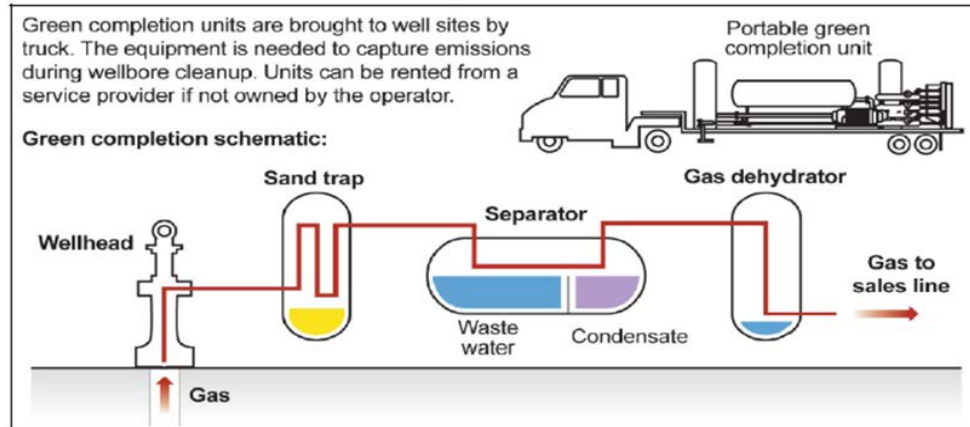 Green completion units are brought to well sites by
truck. The equipment is needed to capture emissions
during wellbore cleanup. Units can be rented from a
service provider if not owned by the operator.
Portable green
completion unit
Green completion schematic:
Sand trap
Gas dehydrator
Separator
Wellhead
Gas to
sales line
Waste
water
Condensate
Gas